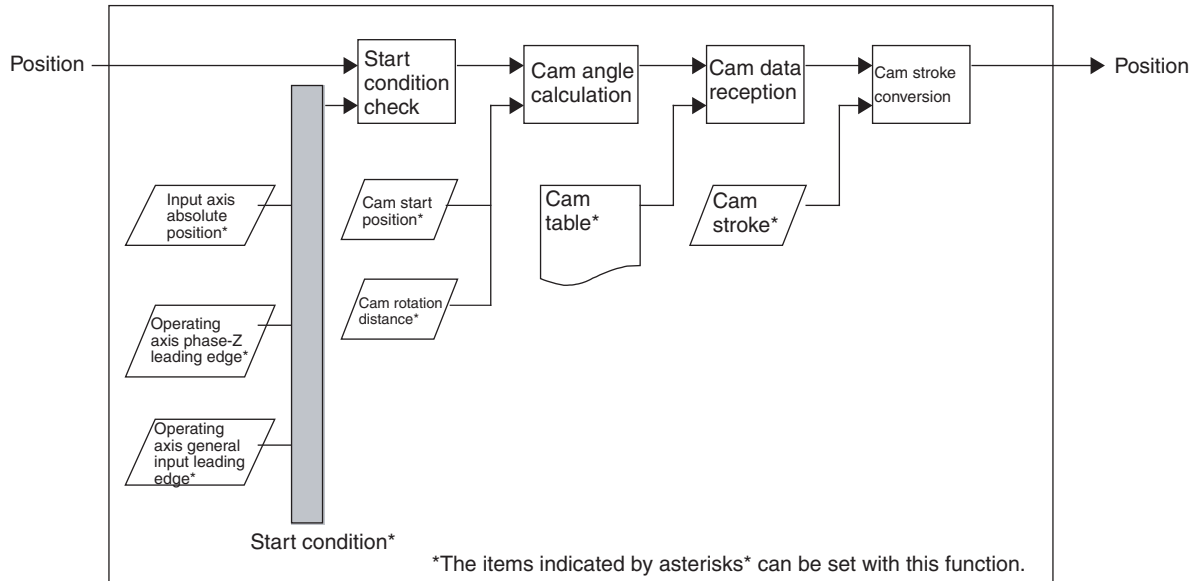 Position
Start
condition
check
Cam angle
calculation
Cam data
reception
Cam stroke
conversion
Position
Input axis
absolute
position*
Cam start
position*
Cam
table*
Cam
stroke*
Cam rotation
distance*
Operating
axis phase-Z
leading edge*
Operating
axis general
input leading
edge*
Start condition*
*The items indicated by asterisks* can be set with this function.